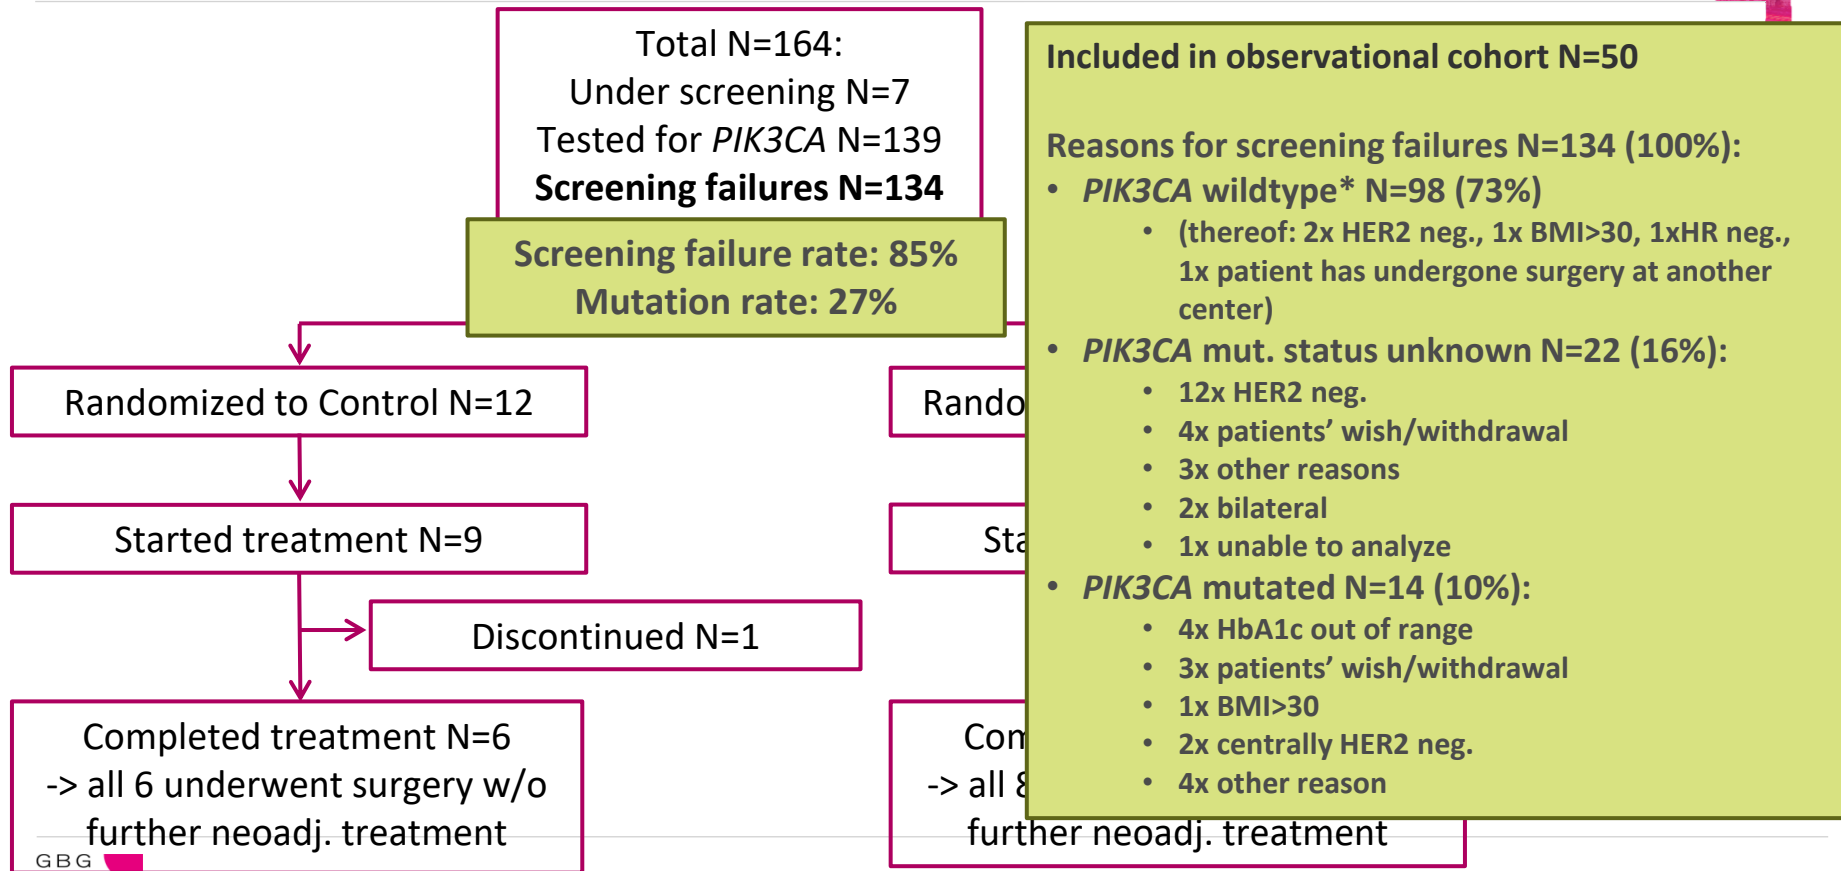 Total N=164:
Under screening N=7
Tested for PIK3CA N=139
Screening failures N=134
Screening failure rate: 85%
Mutation rate: 27%
Randomized to Control N=12
Started treatment N=9
Discontinued N=1
Completed treatment N=6
-> all 6 underwent surgery w/o
further neoadj. treatment
-> all
further neoadj. treatment
Included in observational cohort N=50
Reasons for screening failures N=134 (100%):
• PIK3CA wildtype* N=98 (73%)
• (thereof: 2x HER2 neg., 1x BMI>30, 1xHR neg.,
1x patient has undergone surgery at another
center)
• PIK3CA mut. status unknown N=22 (16%):
• 12x HER2 neg.
• 4x patients’ wish/withdrawal
• 3x other reasons
• 2x bilateral
• 1x unable to analyze
• PIK3CA mutated N=14 (10%):
• 4x HbA1c out of range
• 3x patients’ wish/withdrawal
• 1x BMI>30
• 2x centrally HER2 neg.
• 4x other reason
GBG